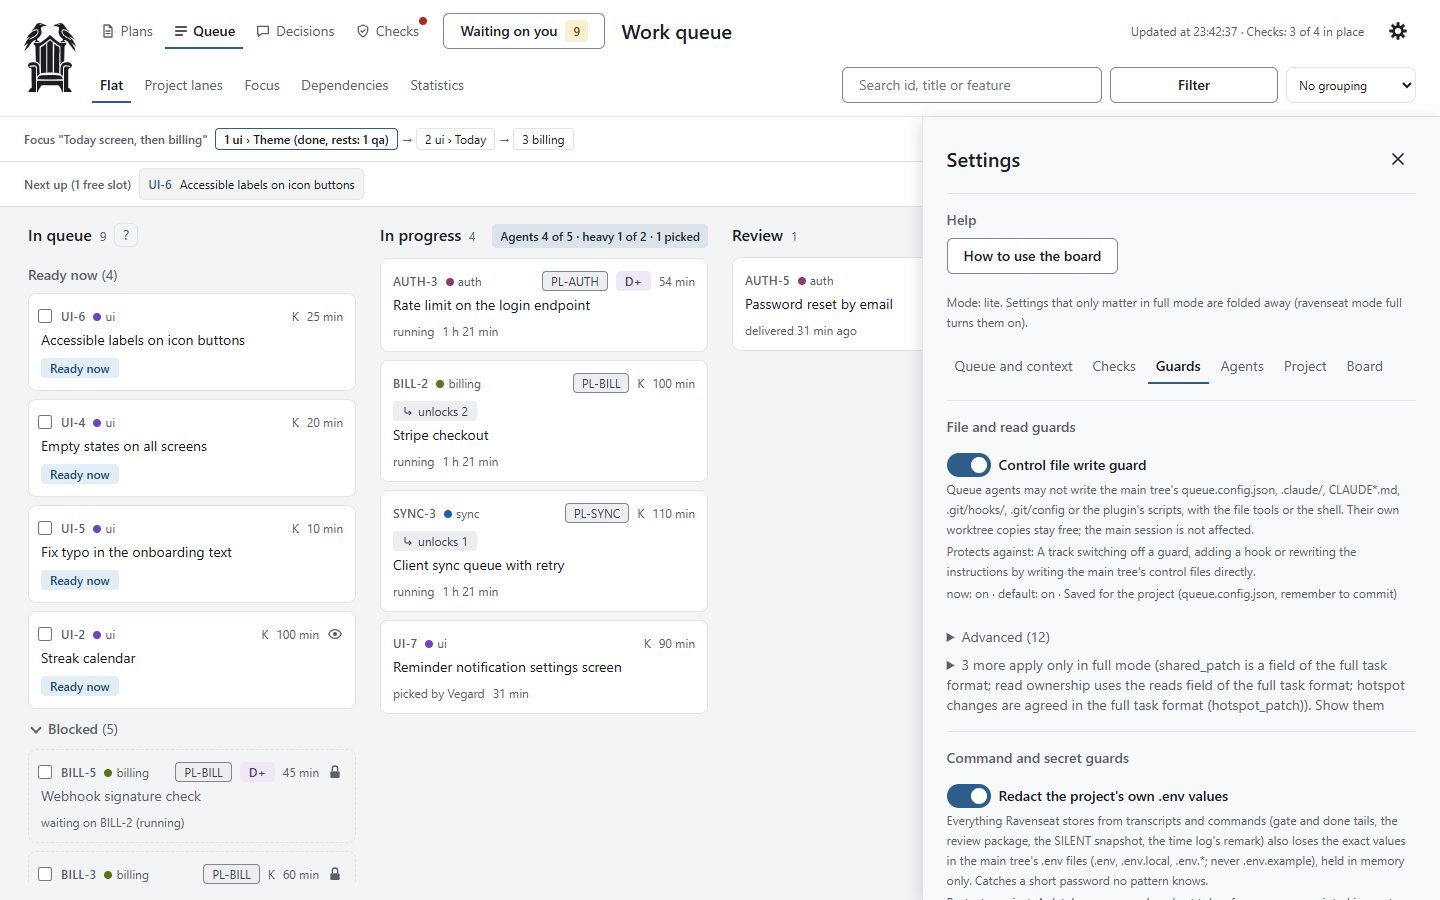 Plans
Queue
Decisions
Checks
Waiting on you 9
Work queue
Updated at 23:42:37 · Checks: 3 of 4 in place
Flat
Project lanes
Focus
Dependencies
Statistics
Search id, title or feature
Filter
No grouping
Focus "Today screen, then billing" 1 ui › Theme (done, rests: 1 qa) → 2 ui › Today → 3 billing
Next up (1 free slot) UI-6 Accessible labels on icon buttons
In queue 9 ?
Ready now (4)
UI-6 ui K 25 min
Accessible labels on icon buttons
Ready now
UI-4 ui K 20 min
Empty states on all screens
Ready now
UI-5 ui K 10 min
Fix typo in the onboarding text
Ready now
UI-2 ui K 100 min
Streak calendar
Ready now
Blocked (5)
BILL-5 billing PL-BILL D+ 45 min
Webhook signature check
waiting on BILL-2 (running)
BILL-3 billing PL-BILL K 60 min
In progress 4 Agents 4 of 5 · heavy 1 of 2 · 1 picked
AUTH-3 auth PL-AUTH D+ 54 min
Rate limit on the login endpoint
running 1 h 21 min
BILL-2 billing PL-BILL K 100 min
↳ unlocks 2
Stripe checkout
running 1 h 21 min
SYNC-3 sync PL-SYNC K 110 min
↳ unlocks 1
Client sync queue with retry
running 1 h 21 min
UI-7 ui K 90 min
Reminder notification settings screen
picked by Vegard 31 min
Review 1
AUTH-5 auth
Password reset by email
delivered 31 min ago
Settings
Help
How to use the board
Mode: lite. Settings that only matter in full mode are folded away (ravenseat mode full
turns them on).
Queue and context
Checks
Guards
Agents
Project
Board
File and read guards
Control file write guard
Queue agents may not write the main tree's queue.config.json, .claude/, CLAUDE*.md,
.git/hooks/, .git/config or the plugin's scripts, with the file tools or the shell. Their own
worktree copies stay free; the main session is not affected.
Protects against: A track switching off a guard, adding a hook or rewriting the
instructions by writing the main tree's control files directly.
now: on · default: on · Saved for the project (queue.config.json, remember to commit)
Advanced (12)
3 more apply only in full mode (shared_patch is a field of the full task
format; read ownership uses the reads field of the full task format; hotspot
changes are agreed in the full task format (hotspot_patch)). Show them
Command and secret guards
Redact the project's own .env values
Everything Ravenseat stores from transcripts and commands (gate and done tails, the
review package, the SILENT snapshot, the time log's remark) also loses the exact values
in the main tree's .env files (.env, .env.local, .env.*; never .env.example), held in memory
only. Catches a short password no pattern knows.